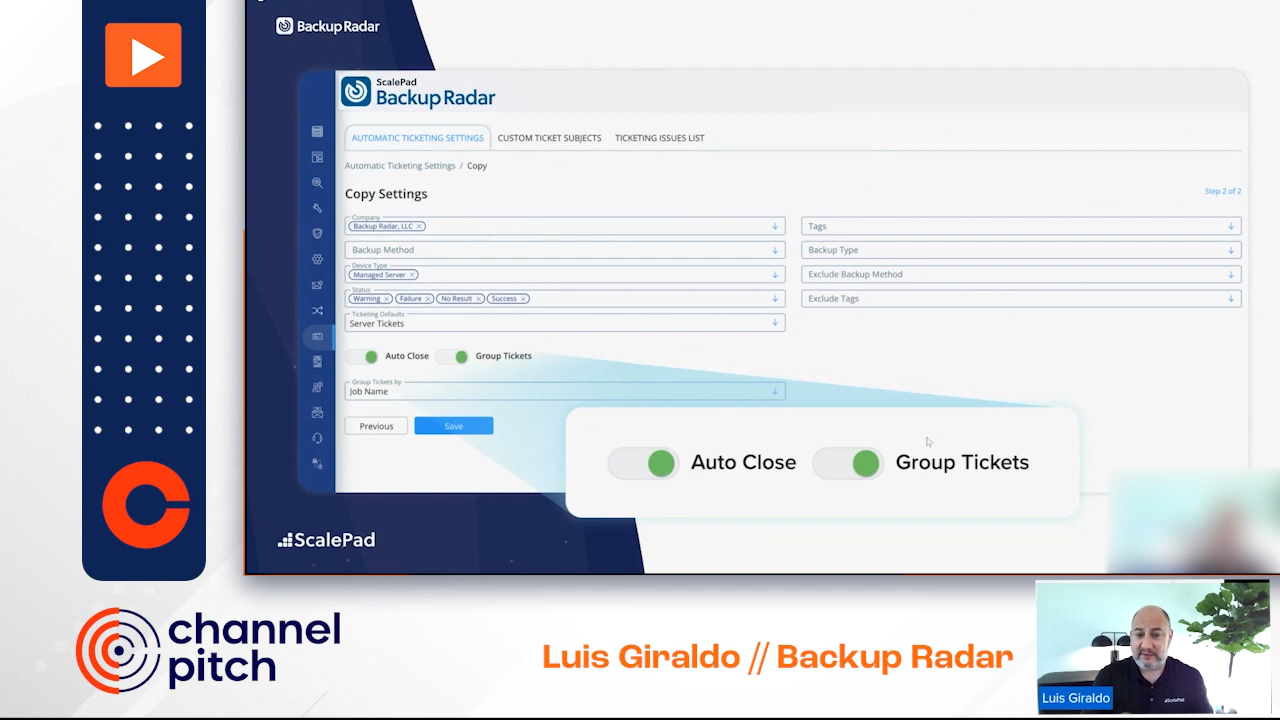 Backup Radar
ScalePad
Backup Radar
AUTOMATIC TICKETING SETTINGS CUSTOM TICKET SUBJECTS TICKETING ISSUES LIST
Automatic Ticketing Settings / Copy
Copy Settings
Step 2 of 2
Company
Backup Radar, LLC ×
Tags
Backup Method
Backup Type
Device Type
Managed Server ×
Exclude Backup Method
Status
Warning × Failure × No Result × Success ×
Exclude Tags
Ticketing Defaults
Server Tickets
Auto Close Group Tickets
Group Tickets by
Job Name
Previous Save
Auto Close Group Tickets
ScalePad
channel
pitch
Luis Giraldo // Backup Radar
Luis Giraldo
ScalePad